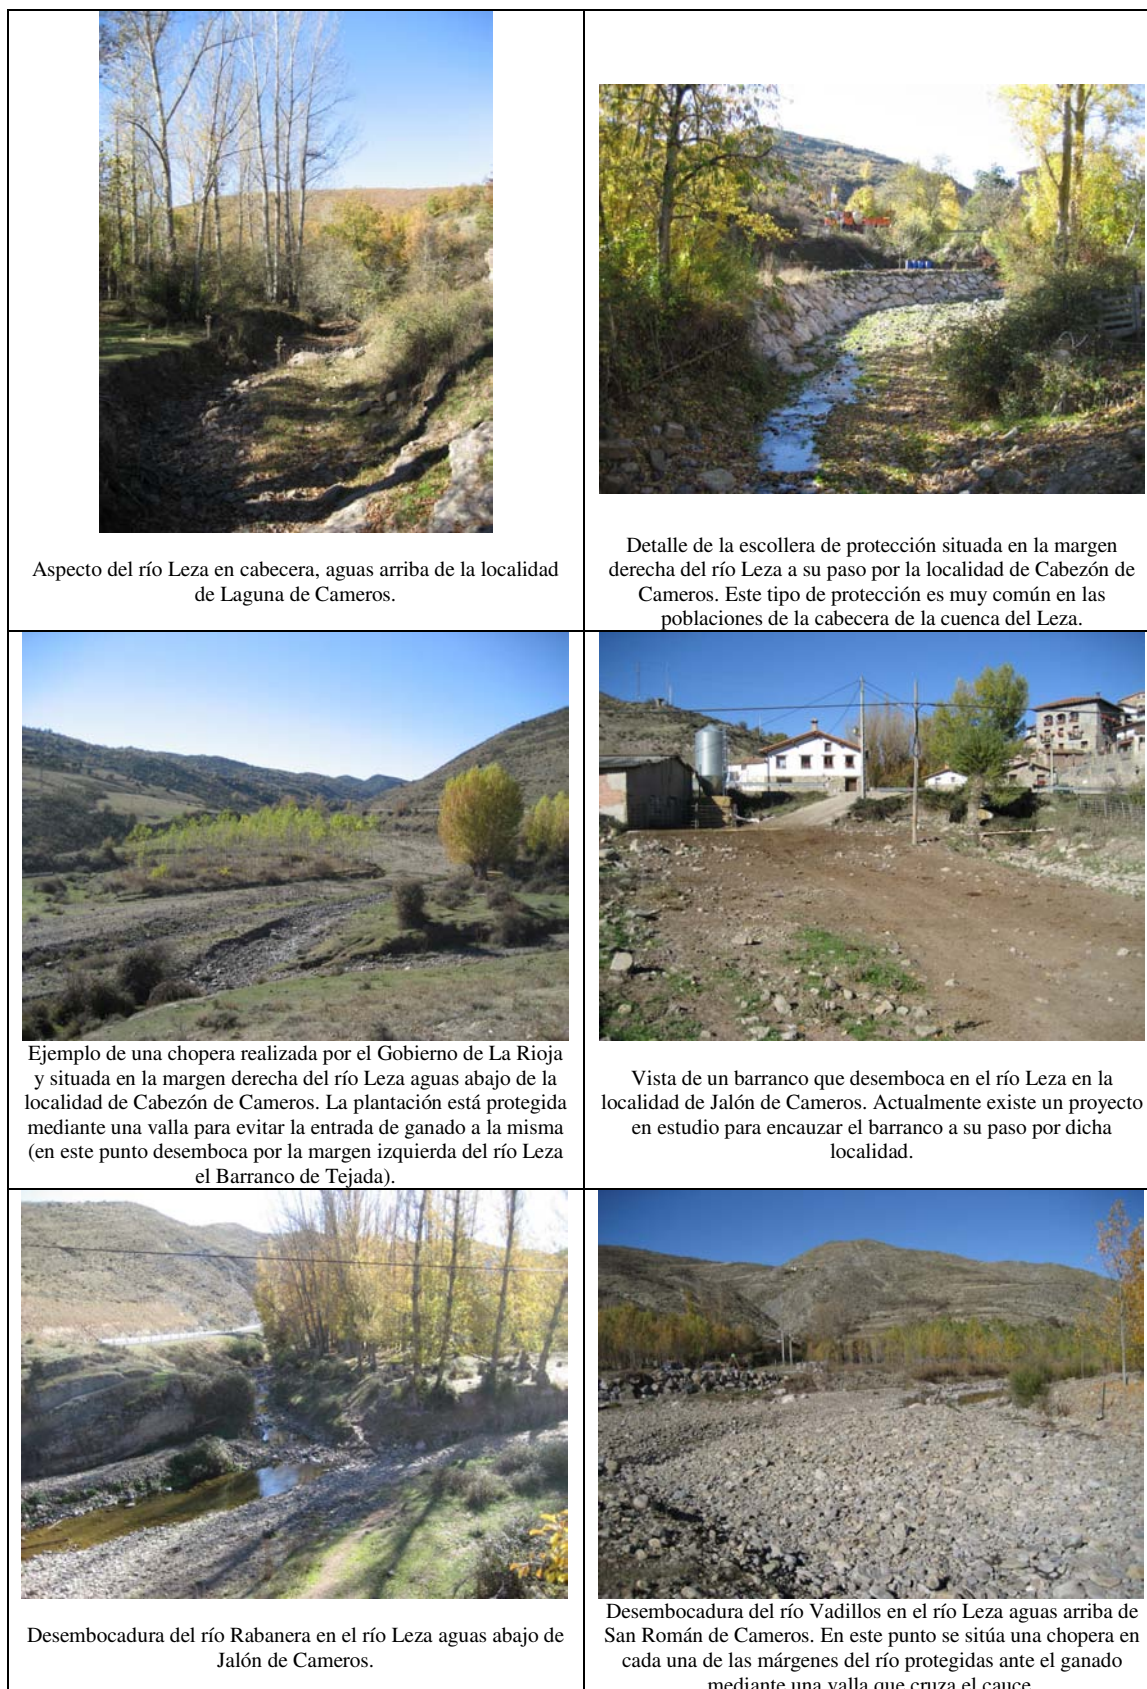 Aspecto del río Leza en cabecera, aguas arriba de la localidad
de Laguna de Cameros.
Detalle de la escollera de protección situada en la margen
derecha del río Leza a su paso por la localidad de Cabezón de
Cameros. Este tipo de protección es muy común en las
poblaciones de la cabecera de la cuenca del Leza.
Ejemplo de una chopera realizada por el Gobierno de La Rioja
y situada en la margen derecha del río Leza aguas abajo de la
localidad de Cabezón de Cameros. La plantación está protegida
mediante una valla para evitar la entrada de ganado a la misma
(en este punto desemboca por la margen izquierda del río Leza
el Barranco de Tejada).
Vista de un barranco que desemboca en el río Leza en la
localidad de Jalón de Cameros. Actualmente existe un proyecto
en estudio para encauzar el barranco a su paso por dicha
localidad.
Desembocadura del río Rabanera en el río Leza aguas abajo de
Jalón de Cameros.
Desembocadura del río Vadillos en el río Leza aguas arriba de
San Román de Cameros. En este punto se sitúa una chopera en
cada una de las márgenes del río protegidas ante el ganado
mediante una valla que cruza el cauce